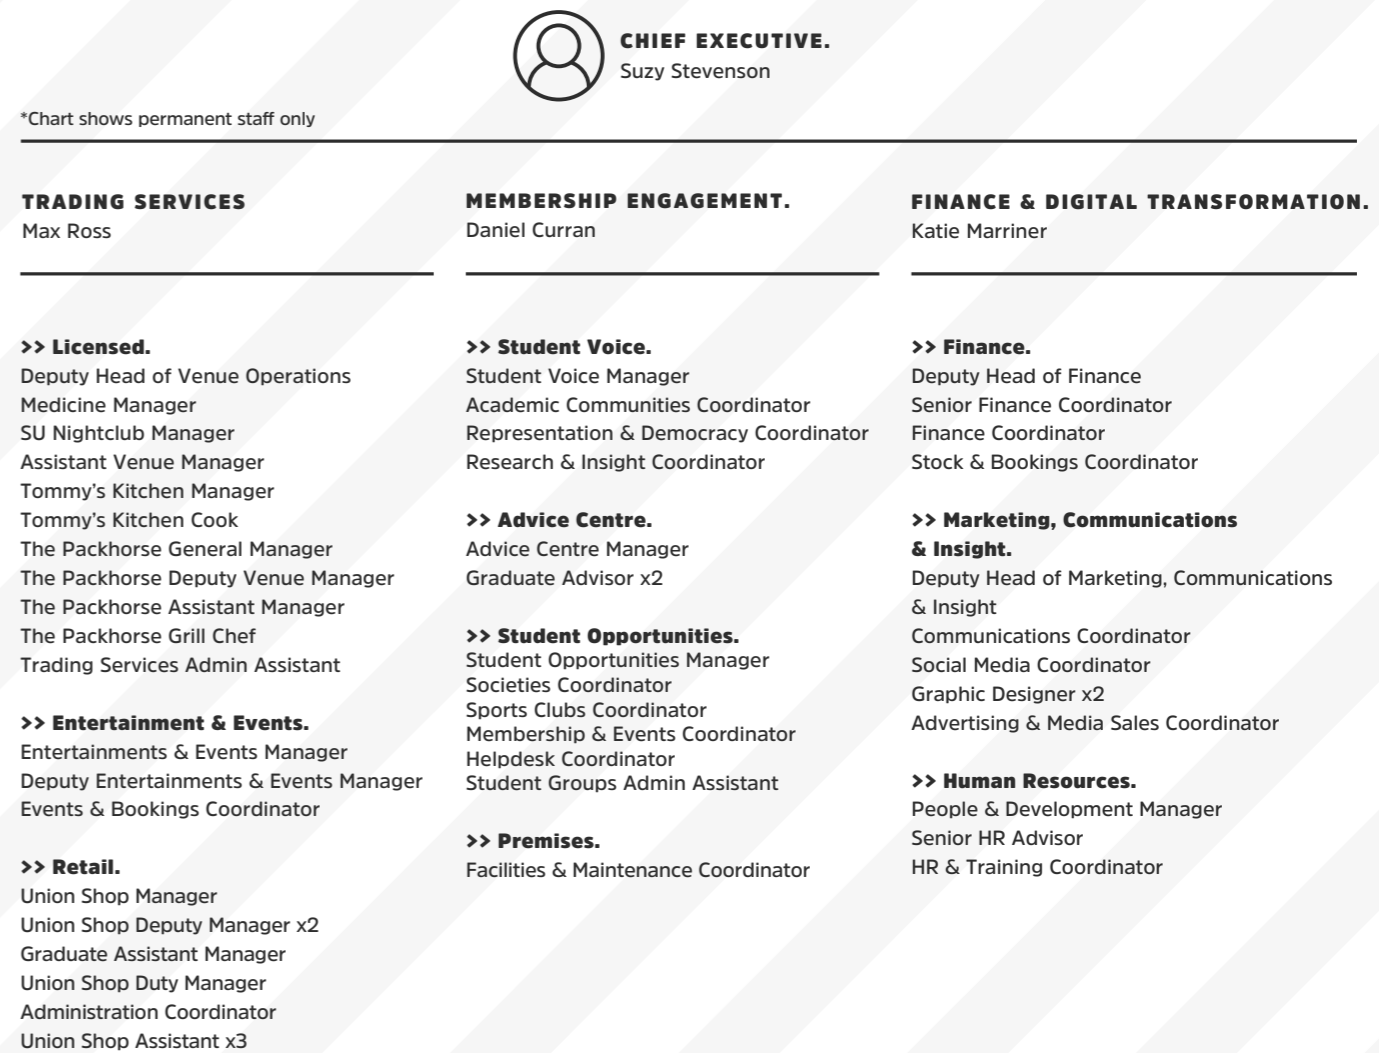 CHIEF EXECUTIVE.
Suzy Stevenson
*Chart shows permanent staff only
TRADING SERVICES
Max Ross
>> Licensed.
Deputy Head of Venue Operations
Medicine Manager
SU Nightclub Manager
Assistant Venue Manager
Tommy’s Kitchen Manager
Tommy’s Kitchen Cook
The Packhorse General Manager
The Packhorse Deputy Venue Manager
The Packhorse Assistant Manager
The Packhorse Grill Chef
Trading Services Admin Assistant
>> Entertainment & Events.
Entertainments & Events Manager
Deputy Entertainments & Events Manager
Events & Bookings Coordinator
>> Retail.
Union Shop Manager
Union Shop Deputy Manager x2
Graduate Assistant Manager
Union Shop Duty Manager
Administration Coordinator
Union Shop Assistant x3
MEMBERSHIP ENGAGEMENT.
Daniel Curran
>> Student Voice.
Student Voice Manager
Academic Communities Coordinator
Representation & Democracy Coordinator
Research & Insight Coordinator
>> Advice Centre.
Advice Centre Manager
Graduate Advisor x2
>> Student Opportunities.
Student Opportunities Manager
Societies Coordinator
Sports Clubs Coordinator
Membership & Events Coordinator
Helpdesk Coordinator
Student Groups Admin Assistant
>> Premises.
Facilities & Maintenance Coordinator
FINANCE & DIGITAL TRANSFORMATION.
Katie Marriner
>> Finance.
Deputy Head of Finance
Senior Finance Coordinator
Finance Coordinator
Stock & Bookings Coordinator
>> Marketing, Communications
& Insight.
Deputy Head of Marketing, Communications
& Insight
Communications Coordinator
Social Media Coordinator
Graphic Designer x2
Advertising & Media Sales Coordinator
>> Human Resources.
People & Development Manager
Senior HR Advisor
HR & Training Coordinator